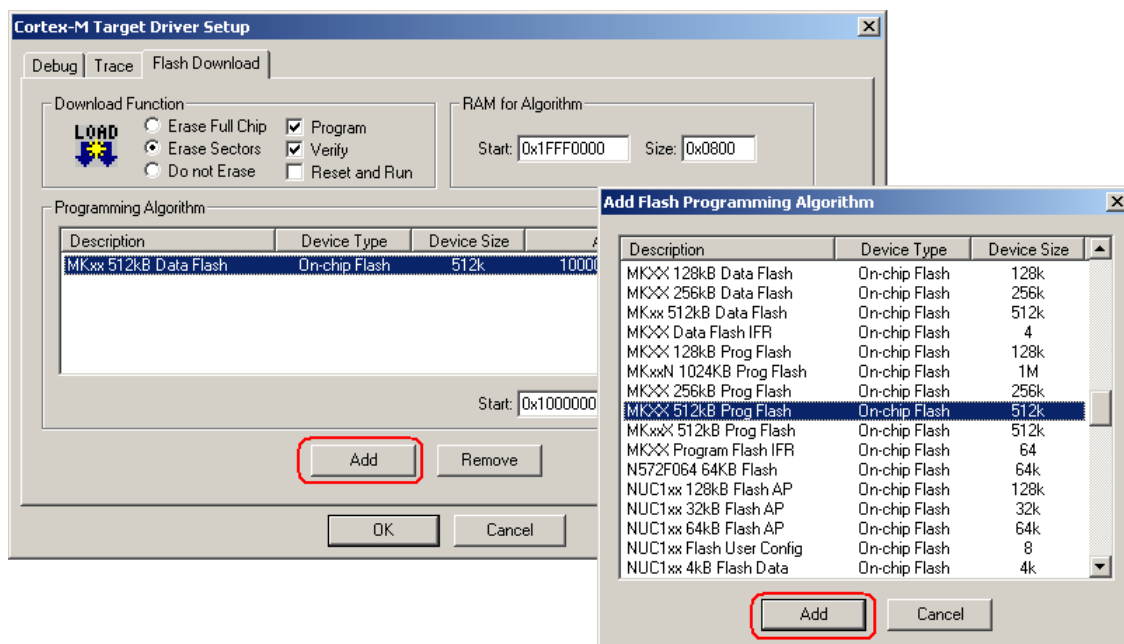 Cortex-M Target Driver Setup
Debug Trace Flash Download
Download Function
LOAD
Erase Full Chip Program
Erase Sectors Verify
Do not Erase Reset and Run
RAM for Algorithm
Start: 0x1FFF0000 Size: 0x0800
Programming Algorithm
Description Device Type Device Size
MKxx 512kB Data Flash On-chip Flash 512k
Start:
Add Remove
OK Cancel
Add Flash Programming Algorithm
Description Device Type Device Size
MKXX 128kB Data Flash On-chip Flash 128k
MKXX 256kB Data Flash On-chip Flash 256k
MKxx 512kB Data Flash On-chip Flash 512k
MKXX Data Flash IFR On-chip Flash 4
MKXX 128kB Prog Flash On-chip Flash 128k
MKxxN 1024KB Prog Flash On-chip Flash 1M
MKXX 256kB Prog Flash On-chip Flash 256k
MKXX 512kB Prog Flash On-chip Flash 512k
MKxxX 512kB Prog Flash On-chip Flash 512k
MKXX Program Flash IFR On-chip Flash 64
N572F064 64KB Flash On-chip Flash 64k
NUC1xx 128kB Flash AP On-chip Flash 128k
NUC1xx 32kB Flash AP On-chip Flash 32k
NUC1xx 64kB Flash AP On-chip Flash 64k
NUC1xx Flash User Config On-chip Flash 8
NUC1xx 4kB Flash Data On-chip Flash 4k
Add Cancel